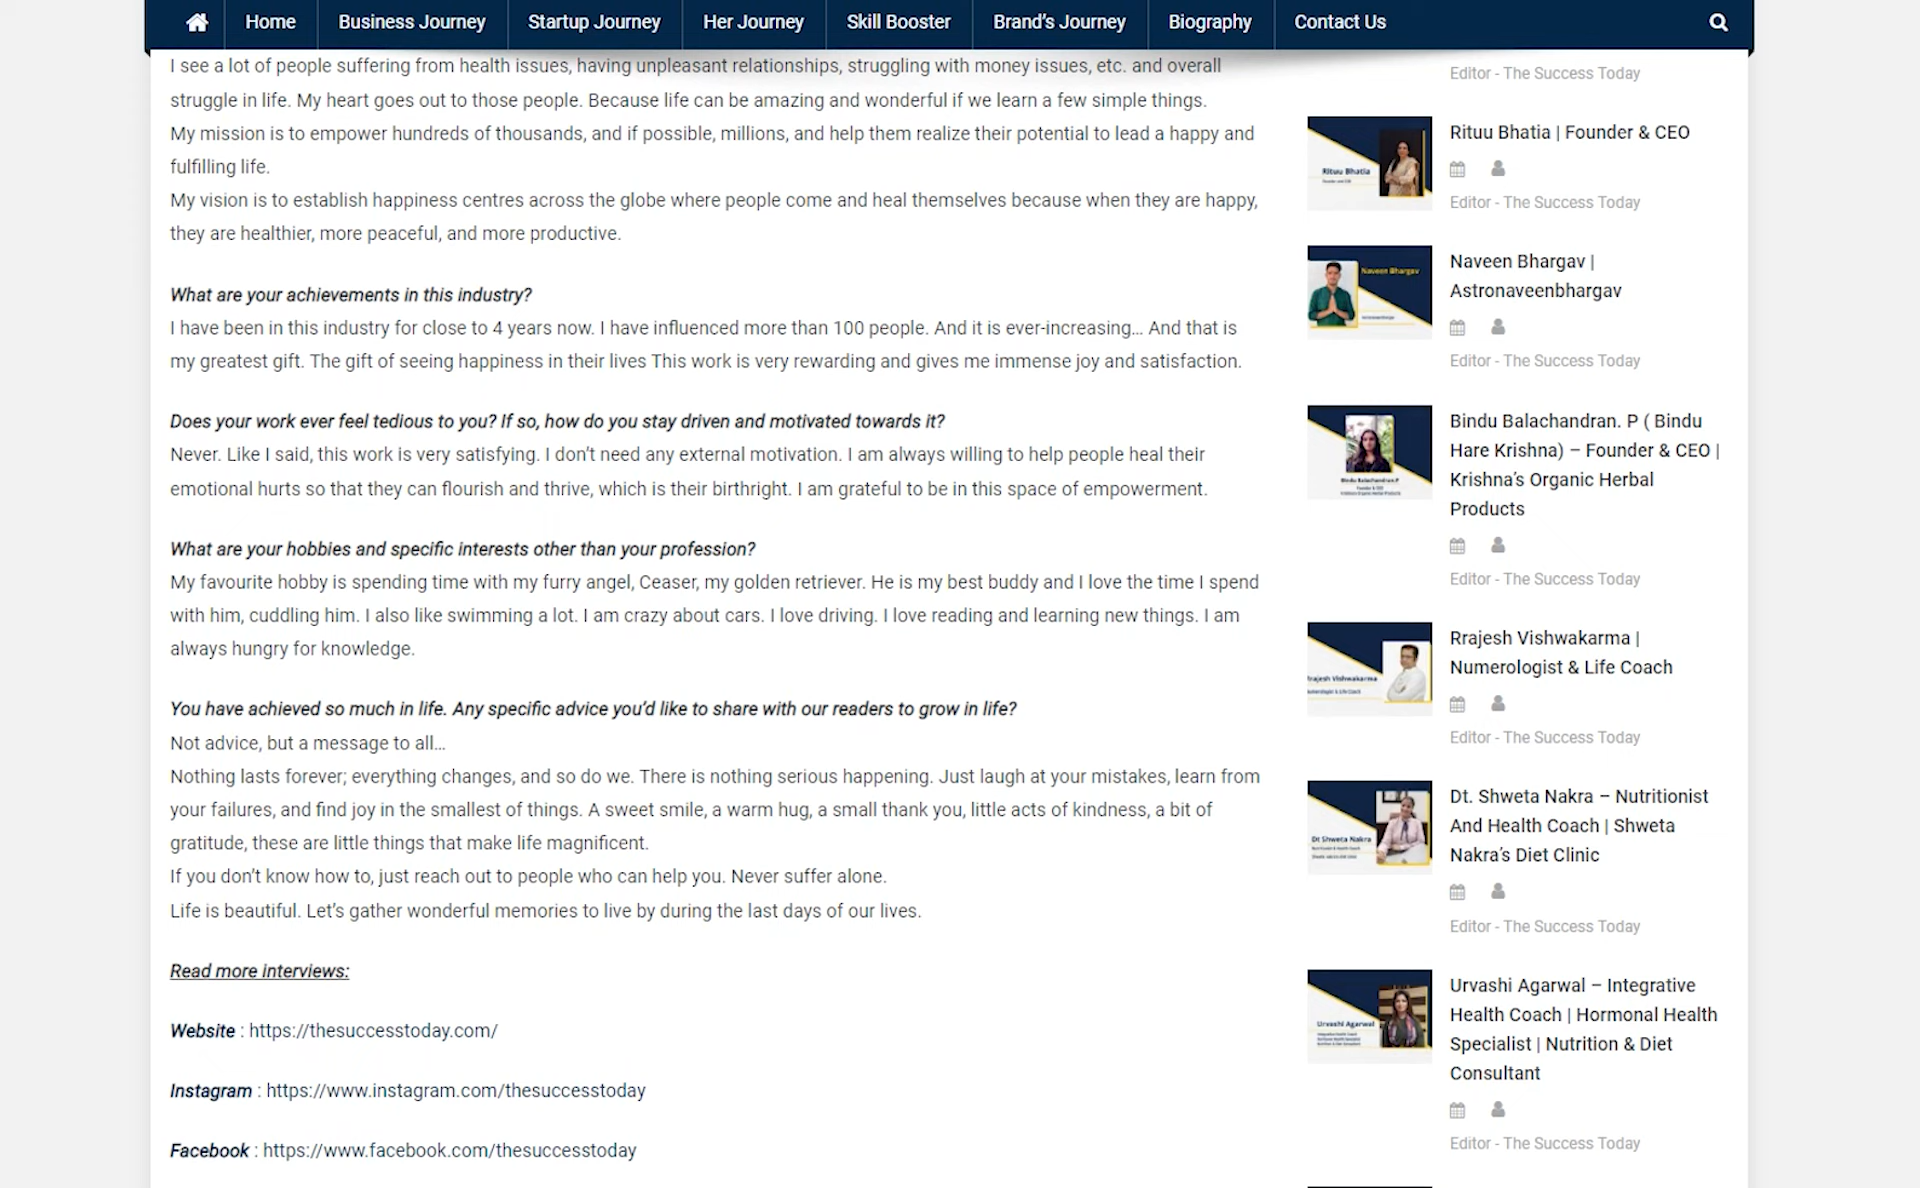 Home
Business Journey
Startup Journey
Her Journey
Skill Booster
Brand's Journey
Biography
Contact Us
I see a lot of people suffering from health issues, having unpleasant relationships, struggling with money issues, etc. and overall
struggle in life. My heart goes out to those people. Because life can be amazing and wonderful if we learn a few simple things.
My mission is to empower hundreds of thousands, and if possible, millions, and help them realize their potential to lead a happy and
fulfilling life.
My vision is to establish happiness centres across the globe where people come and heal themselves because when they are happy,
they are healthier, more peaceful, and more productive.
What are your achievements in this industry?
I have been in this industry for close to 4 years now. I have influenced more than 100 people. And it is ever-increasing… And that is
my greatest gift. The gift of seeing happiness in their lives This work is very rewarding and gives me immense joy and satisfaction.
Does your work ever feel tedious to you? If so, how do you stay driven and motivated towards it?
Never. Like I said, this work is very satisfying. I don't need any external motivation. I am always willing to help people heal their
emotional hurts so that they can flourish and thrive, which is their birthright. I am grateful to be in this space of empowerment.
What are your hobbies and specific interests other than your profession?
My favourite hobby is spending time with my furry angel, Ceaser, my golden retriever. He is my best buddy and I love the time I spend
with him, cuddling him. I also like swimming a lot. I am crazy about cars. I love driving. I love reading and learning new things. I am
always hungry for knowledge.
You have achieved so much in life. Any specific advice you'd like to share with our readers to grow in life?
Not advice, but a message to all…
Nothing lasts forever; everything changes, and so do we. There is nothing serious happening. Just laugh at your mistakes, learn from
your failures, and find joy in the smallest of things. A sweet smile, a warm hug, a small thank you, little acts of kindness, a bit of
gratitude, these are little things that make life magnificent.
If you don't know how to, just reach out to people who can help you. Never suffer alone.
Life is beautiful. Let's gather wonderful memories to live by during the last days of our lives.
Read more interviews:
Website : https://thesuccesstoday.com/
Instagram : https://www.instagram.com/thesuccesstoday
Facebook : https://www.facebook.com/thesuccesstoday
Editor - The Success Today
Rituu Bhatia
Rituu Bhatia | Founder & CEO
Editor - The Success Today
Naveen Bhargav
Naveen Bhargav |
Astronaveenbhargav
Editor - The Success Today
Bindu Balachandran.P
Bindu Balachandran. P ( Bindu
Hare Krishna) – Founder & CEO |
Krishna's Organic Herbal
Products
Editor - The Success Today
Rrajesh Vishwakarma |
Numerologist & Life Coach
Editor - The Success Today
Dt Shweta Nakra
Dt. Shweta Nakra – Nutritionist
And Health Coach | Shweta
Nakra's Diet Clinic
Editor - The Success Today
Urvashi Agarwal
Urvashi Agarwal – Integrative
Health Coach | Hormonal Health
Specialist | Nutrition & Diet
Consultant
Editor - The Success Today